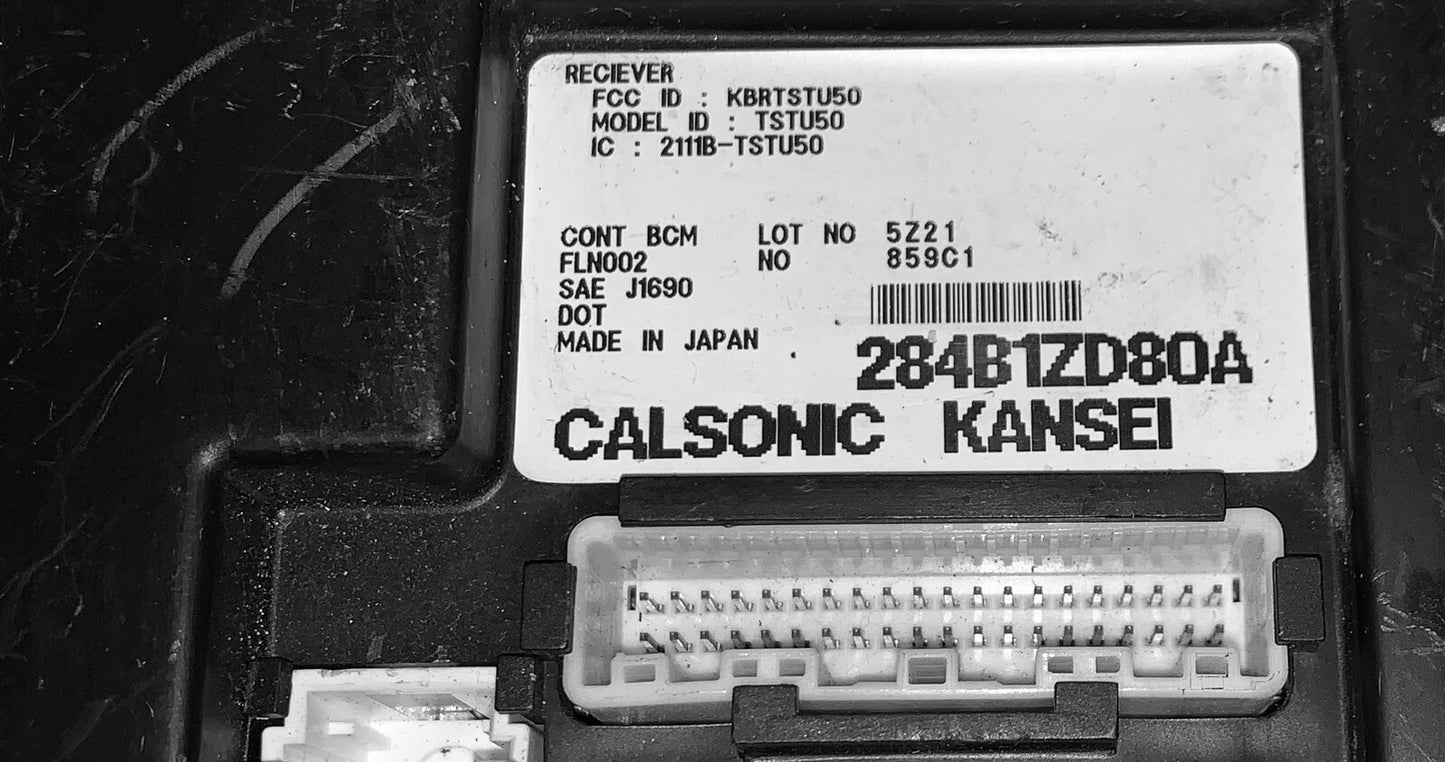 RECIEVER
FCC ID : KBRTSTU50
MODEL ID : TSTU50
IC : 2111B-TSTU50
CONT BCM LOT NO 5Z21
FLN002 NO 859C1
SAE J1690
DOT
MADE IN JAPAN
284B1ZD80A
CALSONIC KANSEI